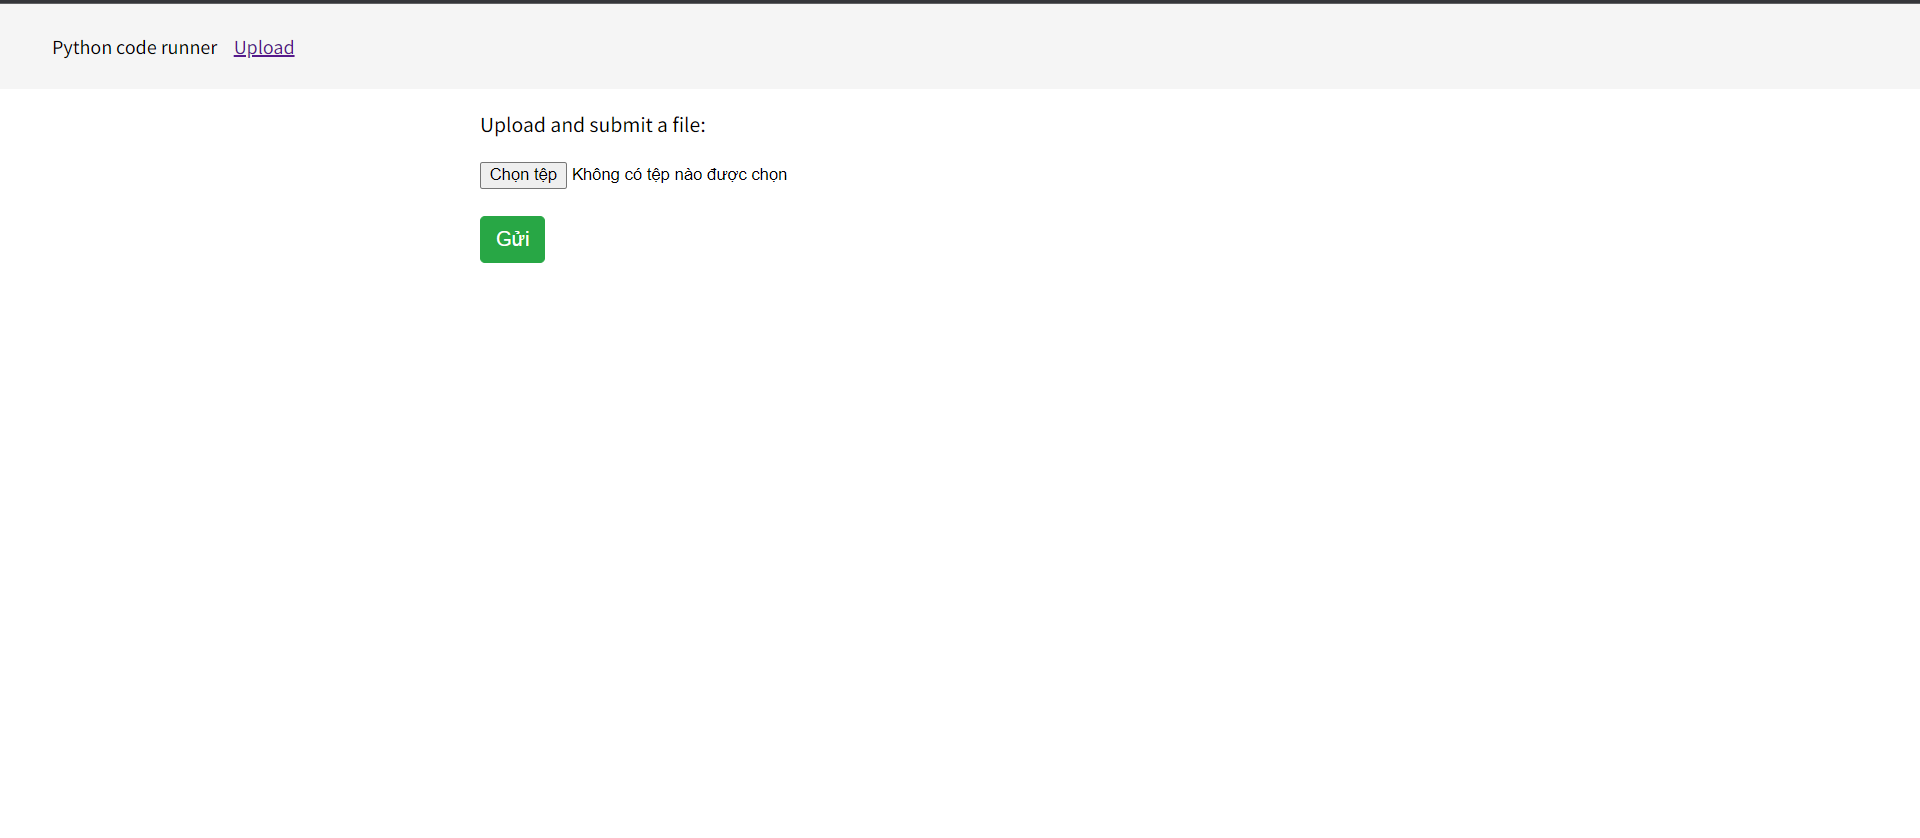 Python code runner Upload
Upload and submit a file:
Chọn tệp Không có tệp nào được chọn
Gửi